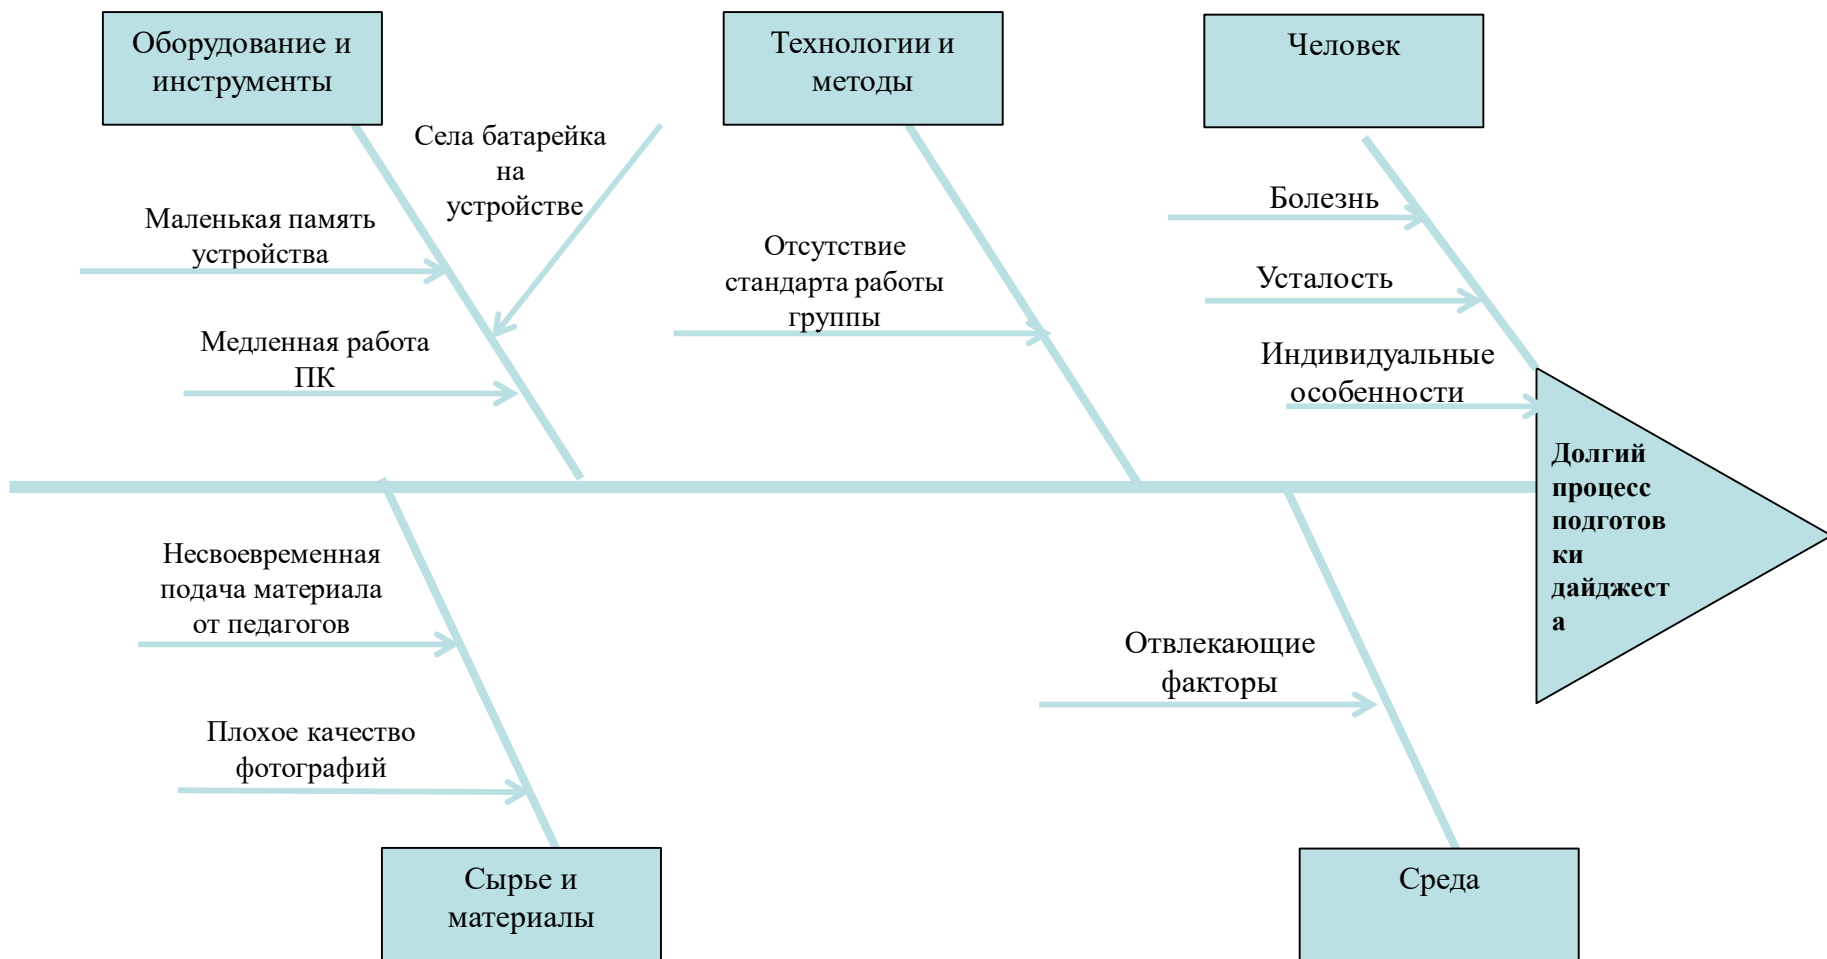 Оборудование и
инструменты
Технологии и
методы
Человек
Села батарейка
на
устройстве
Маленькая память
устройства
Медленная работа
ПК
Отсутствие
стандарта работы
группы
Болезнь
Усталость
Индивидуальные
особенности
Долгий
процесс
подготов
ки
дайджест
а
Несвоевременная
подача материала
от педагогов
Плохое качество
фотографий
Отвлекающие
факторы
Сырье и
материалы
Среда